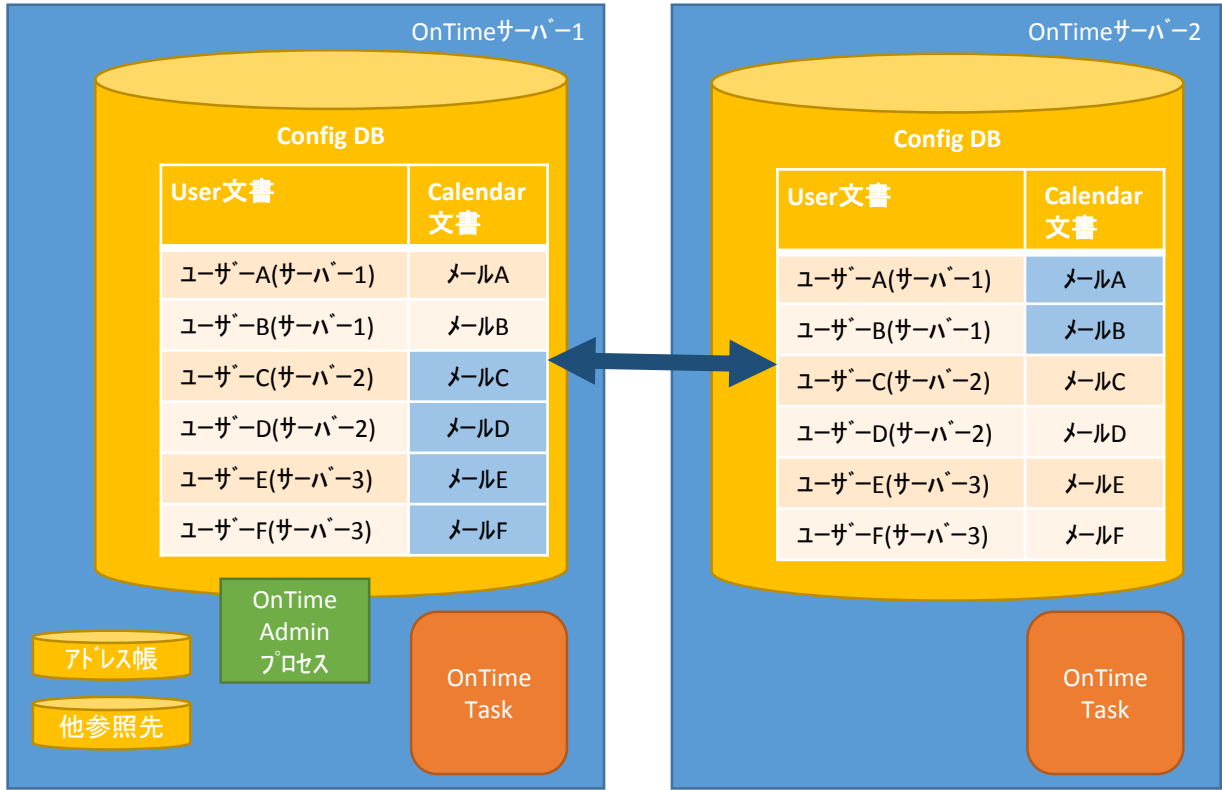 OnTimeｻｰﾊﾞｰ1
Config DB
User文書 Calendar
文書
ﾕｰｻﾞｰA(ｻｰﾊﾞｰ1) ﾒｰﾙA
ﾕｰｻﾞｰB(ｻｰﾊﾞｰ1) ﾒｰﾙB
ﾕｰｻﾞｰC(ｻｰﾊﾞｰ2) ﾒｰﾙC
ﾕｰｻﾞｰD(ｻｰﾊﾞｰ2) ﾒｰﾙD
ﾕｰｻﾞｰE(ｻｰﾊﾞｰ3) ﾒｰﾙE
ﾕｰｻﾞｰF(ｻｰﾊﾞｰ3) ﾒｰﾙF
OnTime
Admin
ﾌﾟﾛｾｽ
ｱﾄﾞﾚｽ帳
他参照先
OnTime
Task
OnTimeｻｰﾊﾞｰ2
Config DB
User文書 Calendar
文書
ﾕｰｻﾞｰA(ｻｰﾊﾞｰ1) ﾒｰﾙA
ﾕｰｻﾞｰB(ｻｰﾊﾞｰ1) ﾒｰﾙB
ﾕｰｻﾞｰC(ｻｰﾊﾞｰ2) ﾒｰﾙC
ﾕｰｻﾞｰD(ｻｰﾊﾞｰ2) ﾒｰﾙD
ﾕｰｻﾞｰE(ｻｰﾊﾞｰ3) ﾒｰﾙE
ﾕｰｻﾞｰF(ｻｰﾊﾞｰ3) ﾒｰﾙF
OnTime
Task